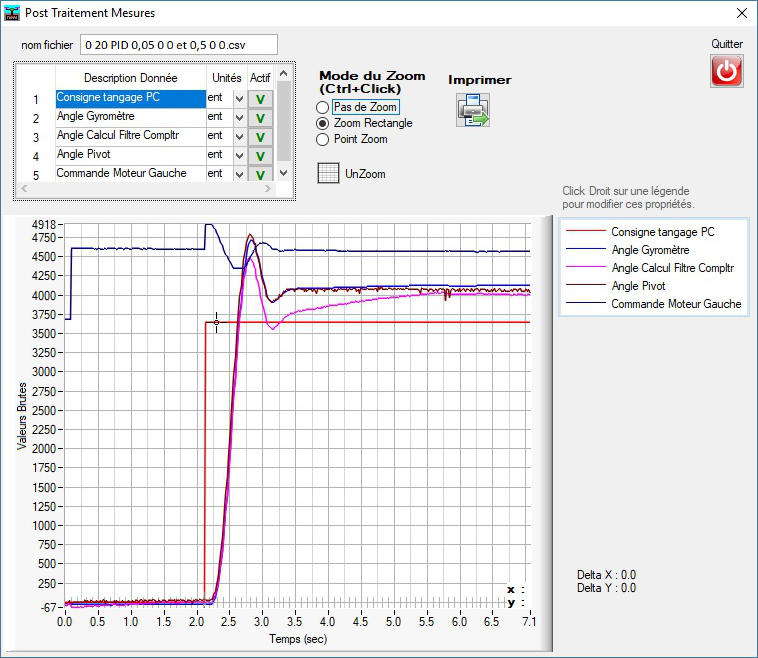 Post Traitement Mesures
nom fichier
0 20 PID 0,05 0 0 et 0,5 0 0.csv
Quitter
Description Donnée Unités Actif
1 Consigne tangage PC ent V
2 Angle Gyromètre ent V
3 Angle Calcul Filtre Compltr ent V
4 Angle Pivot ent V
5 Commande Moteur Gauche ent V
Mode du Zoom
(Ctrl+Click)
Pas de Zoom
Zoom Rectangle
Point Zoom
UnZoom
Imprimer
Click Droit sur une légende
pour modifier ces propriétés.
Consigne tangage PC
Angle Gyromètre
Angle Calcul Filtre Compltr
Angle Pivot
Commande Moteur Gauche
Valeurs Brutes
4918
4750
4500
4250
4000
3750
3500
3250
3000
2750
2500
2250
2000
1750
1500
1250
1000
750
500
250
-67
x :
y :
0.0 0.5 1.0 1.5 2.0 2.5 3.0 3.5 4.0 4.5 5.0 5.5 6.0 6.5 7.1
Temps (sec)
Delta X : 0.0
Delta Y : 0.0